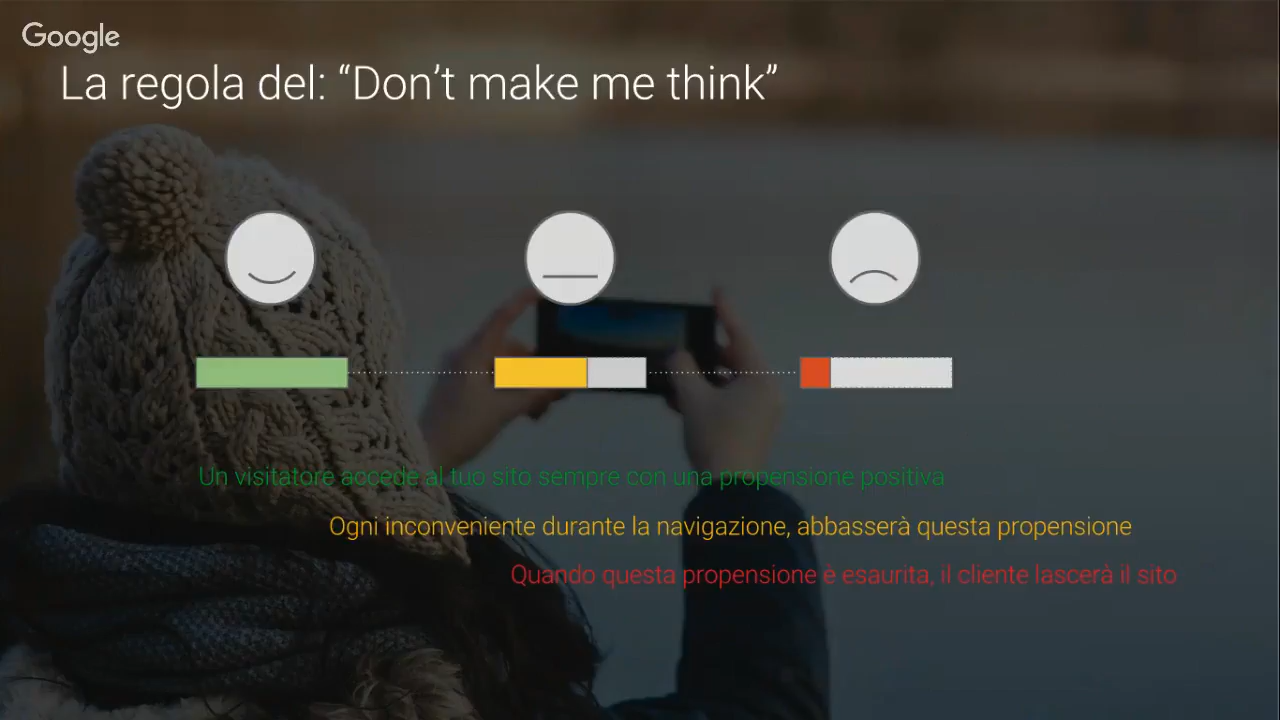 Google
La regola del: “Don’t make me think”
Un visitatore accede al tuo sito sempre con una propensione positiva
Ogni inconveniente durante la navigazione, abbasserà questa propensione
Quando questa propensione è esaurita, il cliente lascerà il sito